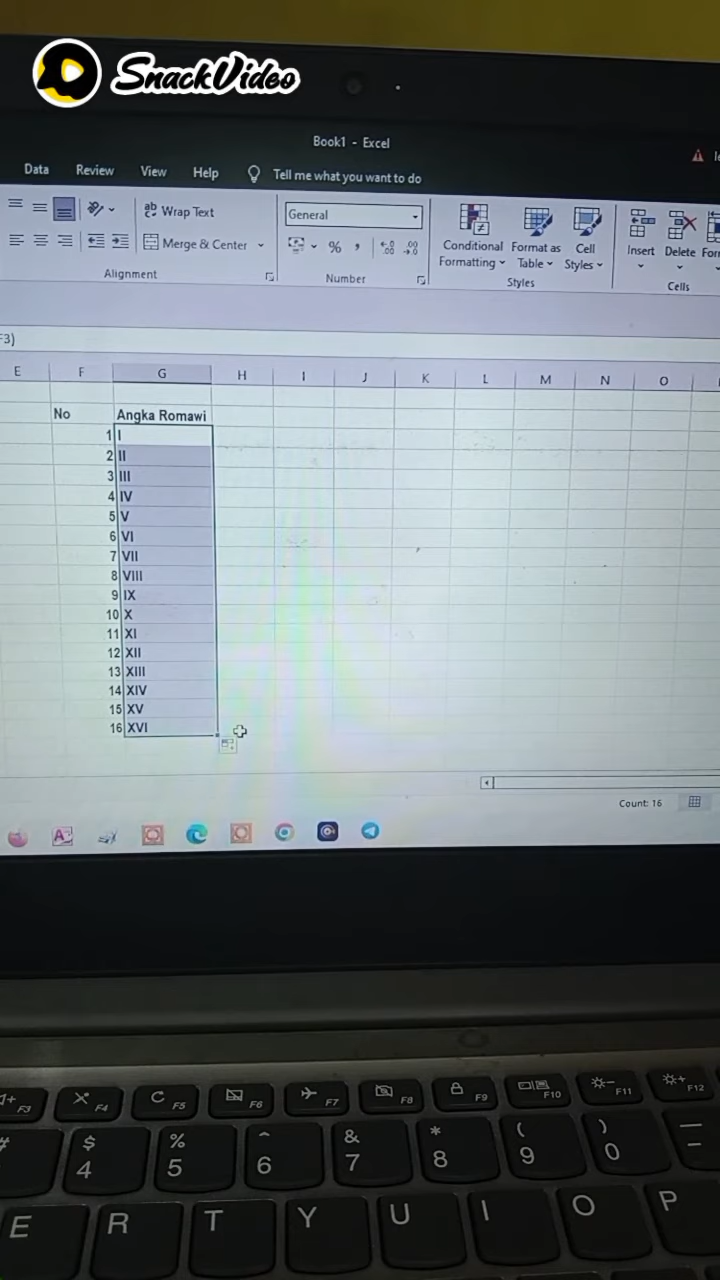 SnackVideo
Book1 - Excel
Data Review View Help Tell me what you want to do
Wrap Text
General
Merge & Center
% ,
Conditional Formatting
Format as Table
Cell Styles
Insert Delete
Alignment
Number
Styles
Cells
F3)
E F G H I J K L M N O
No Angka Romawi
1 I
2 II
3 III
4 IV
5 V
6 VI
7 VII
8 VIII
9 IX
10 X
11 XI
12 XII
13 XIII
14 XIV
15 XV
16 XVI
Count: 16
F3 F4 F5 F6 F7 F8 F9 F10 F11 F12
# $ % ^ & * ( )
4 5 6 7 8 9 0
E R T Y U I O P